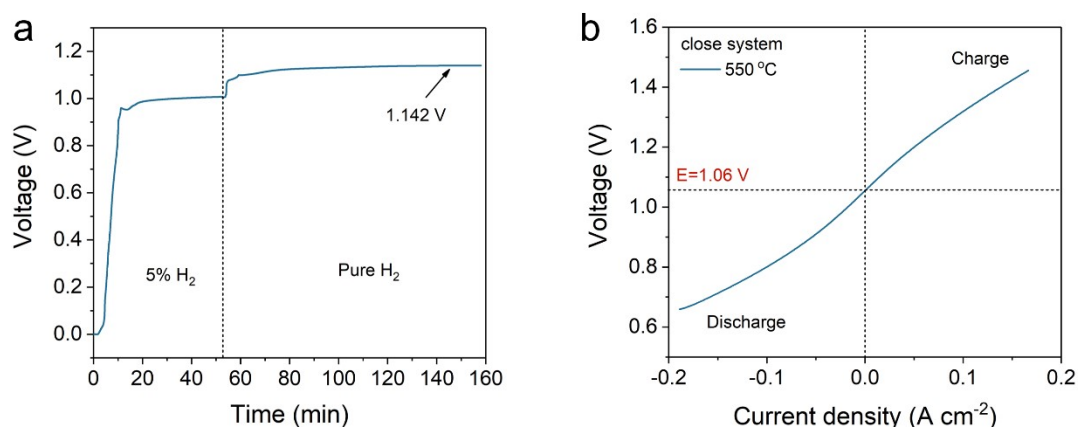 a
1.2
1.0
0.8
0.6
0.4
0.2
0.0
Voltage (V)
1.142 V
5% H₂
Pure H₂
0 20 40 60 80 100 120 140 160
Time (min)
b
1.6
1.4
1.2
1.0
0.8
0.6
Voltage (V)
close system
550 °C
Charge
E=1.06 V
Discharge
-0.2 -0.1 0.0 0.1 0.2
Current density (A cm⁻²)